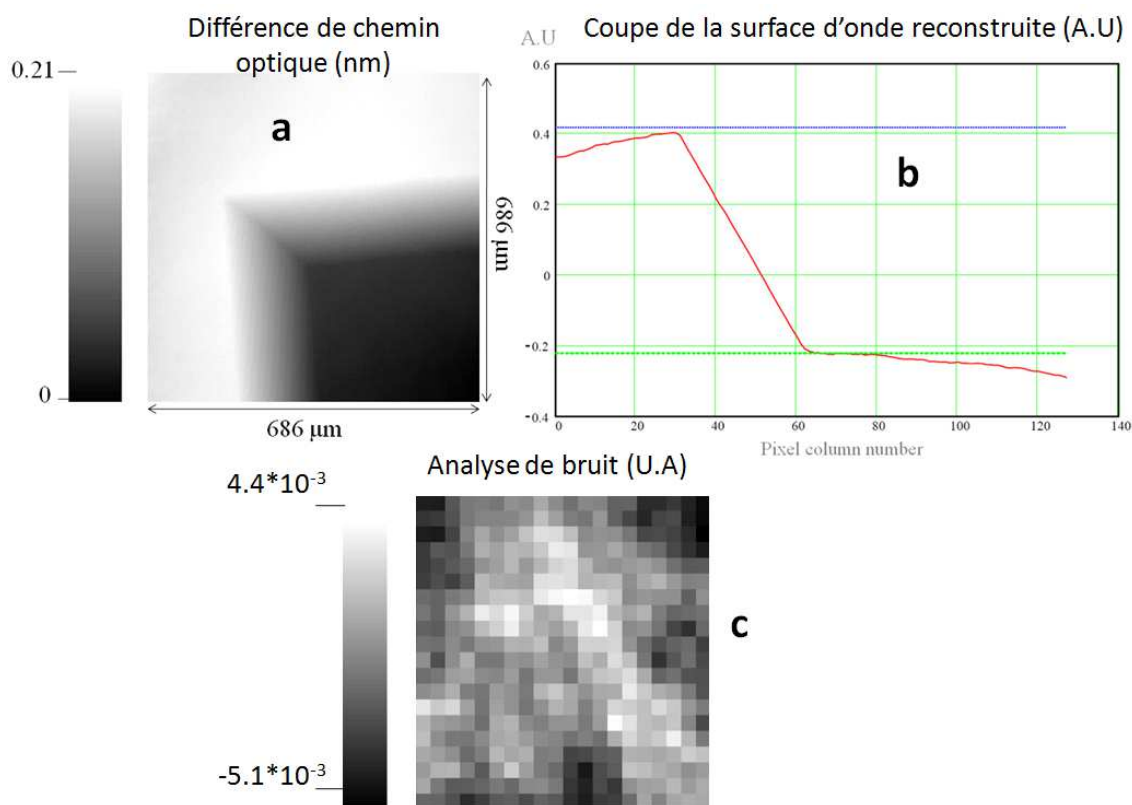 Différence de chemin
optique (nm)
0.21
0
a
686 µm
686 µm
Coupe de la surface d’onde reconstruite (A.U)
A.U
0.6
0.4
0.2
0
-0.2
-0.4
b
0 20 40 60 80 100 120 140
Pixel column number
Analyse de bruit (U.A)
4.4*10-3
-5.1*10-3
c